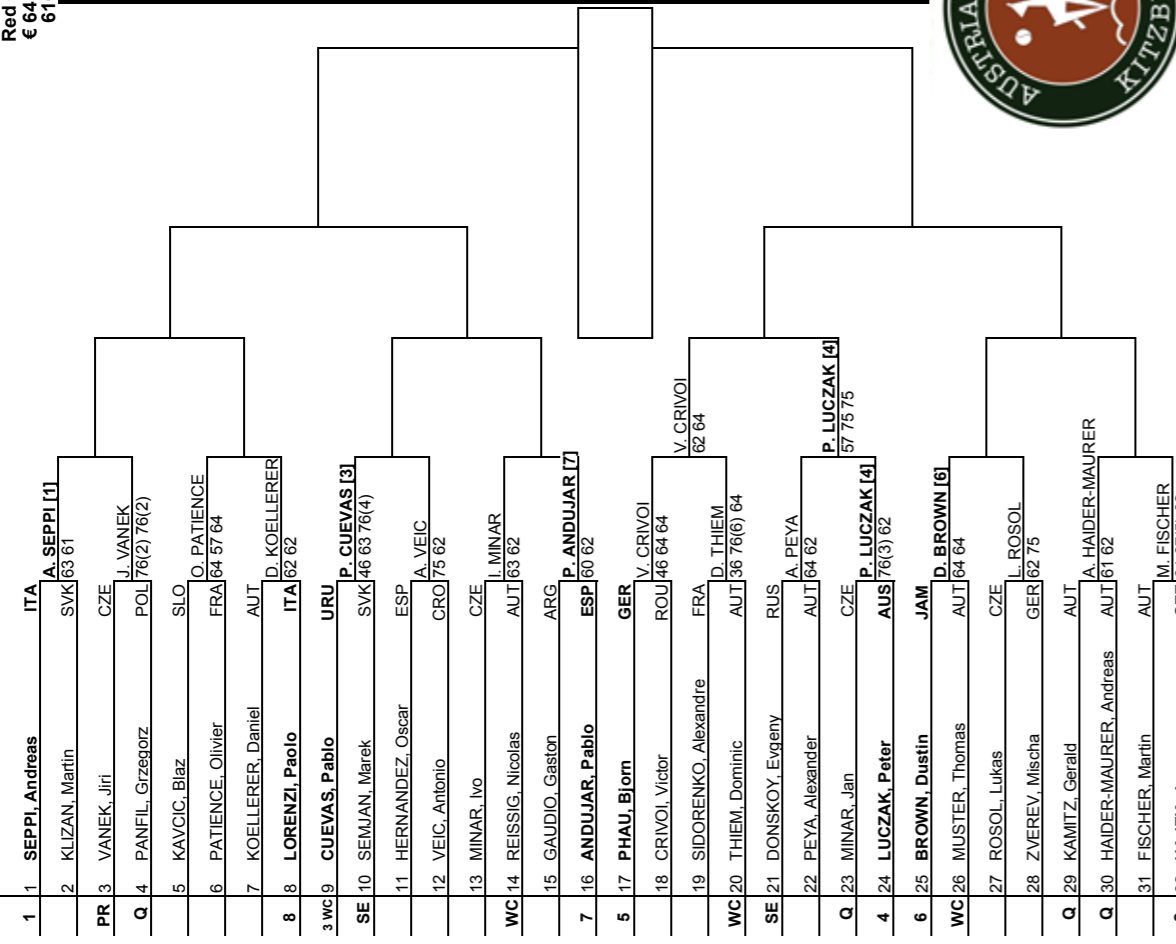 Red
€ 64
61
AUSTRIA
KITZB
1 1 SEPPI, Andreas ITA
2 KLIZAN, Martin SVK
PR 3 VANEK, Jiri CZE
Q 4 PANFIL, Grzegorz POL
5 KAVCIC, Blaz SLO
6 PATIENCE, Olivier FRA
7 KOELLERER, Daniel AUT
8 8 LORENZI, Paolo ITA
3 WC 9 CUEVAS, Pablo URU
SE 10 SEMJAN, Marek SVK
11 HERNANDEZ, Oscar ESP
12 VEIC, Antonio CRO
13 MINAR, Ivo CZE
WC 14 REISSIG, Nicolas AUT
15 GAUDIO, Gaston ARG
7 16 ANDUJAR, Pablo ESP
5 17 PHAU, Bjorn GER
18 CRIVOI, Victor ROU
19 SIDORENKO, Alexandre FRA
WC 20 THIEM, Dominic AUT
SE 21 DONSKOY, Evgeny RUS
22 PEYA, Alexander AUT
Q 23 MINAR, Jan CZE
4 24 LUCZAK, Peter AUS
6 25 BROWN, Dustin JAM
WC 26 MUSTER, Thomas AUT
27 ROSOL, Lukas CZE
28 ZVEREV, Mischa GER
Q 29 KAMITZ, Gerald AUT
Q 30 HAIDER-MAURER, Andreas AUT
31 FISCHER, Martin AUT
A. SEPPI [1]
63 61
J. VANEK
76(2) 76(2)
O. PATIENCE
64 57 64
D. KOELLERER
62 62
P. CUEVAS [3]
46 63 76(4)
A. VEIC
75 62
I. MINAR
63 62
P. ANDUJAR [7]
60 62
V. CRIVOI
46 64 64
D. THIEM
36 76(6) 64
A. PEYA
64 62
P. LUCZAK [4]
76(3) 62
D. BROWN [6]
64 64
L. ROSOL
62 75
A. HAIDER-MAURER
61 62
M. FISCHER
V. CRIVOI
62 64
P. LUCZAK [4]
57 75 75